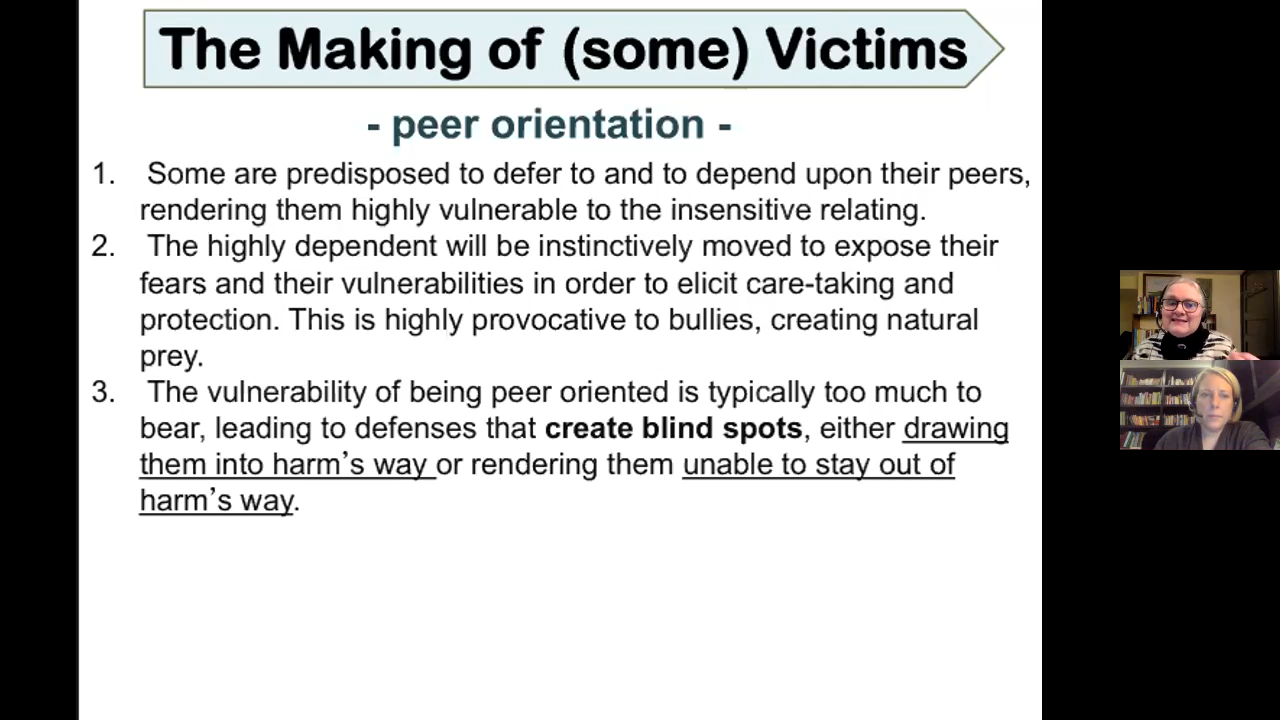 The Making of (some) Victims
- peer orientation -
1. Some are predisposed to defer to and to depend upon their peers,
rendering them highly vulnerable to the insensitive relating.
2. The highly dependent will be instinctively moved to expose their
fears and their vulnerabilities in order to elicit care-taking and
protection. This is highly provocative to bullies, creating natural
prey.
3. The vulnerability of being peer oriented is typically too much to
bear, leading to defenses that create blind spots, either drawing
them into harm’s way or rendering them unable to stay out of
harm’s way.